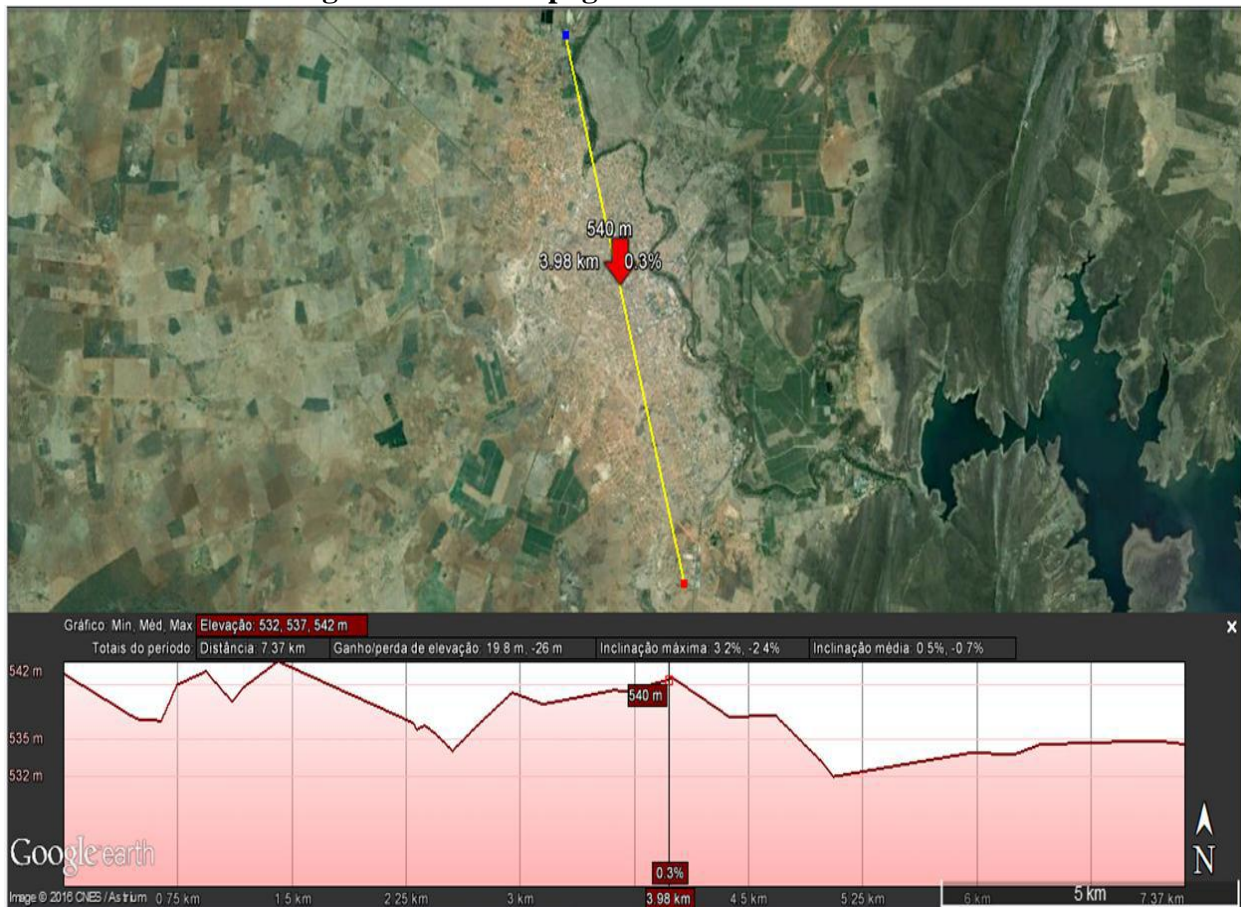 540 m
3.98 km 0.3%
Gráfico: Min, Méd, Max Elevação: 532, 537, 542 m x
Totais do período: Distância: 7.37 km Ganho/perda de elevação: 19.8 m, -26 m Inclinação máxima: 3.2%, -2.4% Inclinação média: 0.5%, -0.7%
542 m
540 m
535 m
532 m
Google earth
N
0.3%
Image © 2016 CNES / Astrium 0.75 km 1.5 km 2.25 km 3 km 3.98 km 4.5 km 5.25 km 6 km 5 km 7.37 km